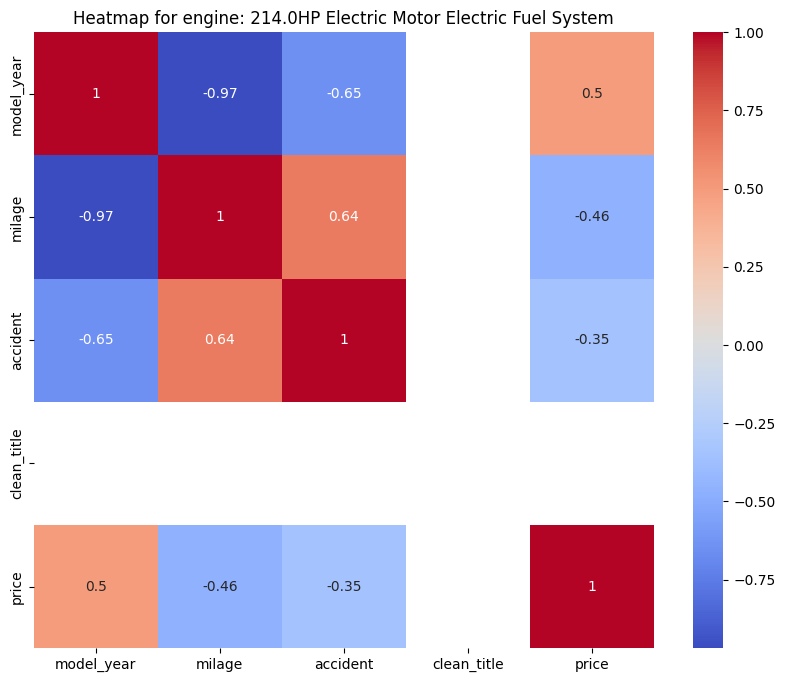 Heatmap for engine: 214.0HP Electric Motor Electric Fuel System
model_year
1
-0.97
-0.65
0.5
milage
-0.97
1
0.64
-0.46
accident
-0.65
0.64
1
-0.35
clean_title
price
0.5
-0.46
-0.35
1
model_year
milage
accident
clean_title
price
1.00
0.75
0.50
0.25
0.00
−0.25
−0.50
−0.75